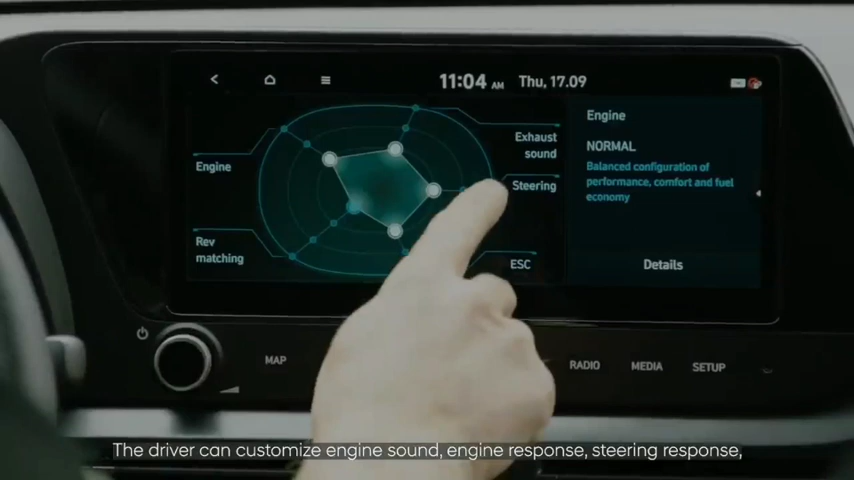 11:04 AM Thu, 17.09
Engine
Exhaust
sound
Steering
Rev
matching
ESC
Engine
NORMAL
Balanced configuration of
performance, comfort and fuel
economy
Details
MAP
RADIO
MEDIA
SETUP
The driver can customize engine sound, engine response, steering response,